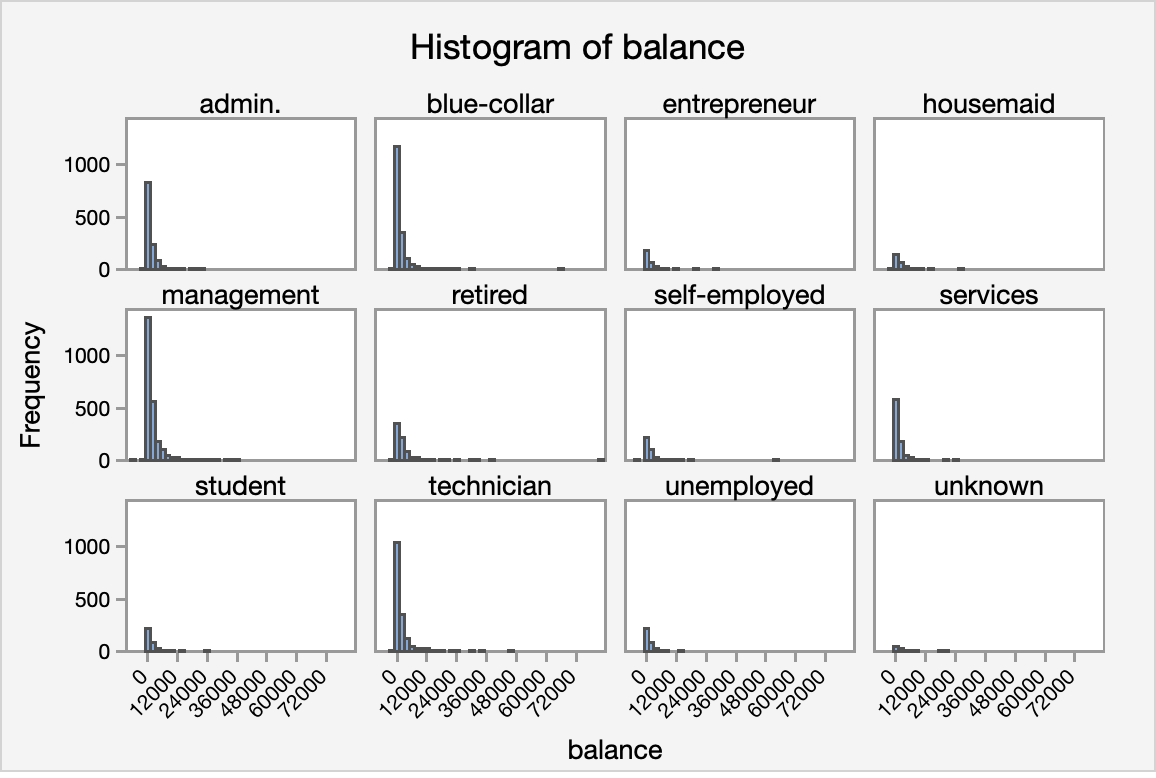 Histogram of balance
admin.
blue-collar
entrepreneur
housemaid
1000
500
0
management
retired
self-employed
services
1000
500
0
student
technician
unemployed
unknown
1000
500
0
Frequency
0 12000 24000 36000 48000 60000 72000
0 12000 24000 36000 48000 60000 72000
0 12000 24000 36000 48000 60000 72000
0 12000 24000 36000 48000 60000 72000
balance